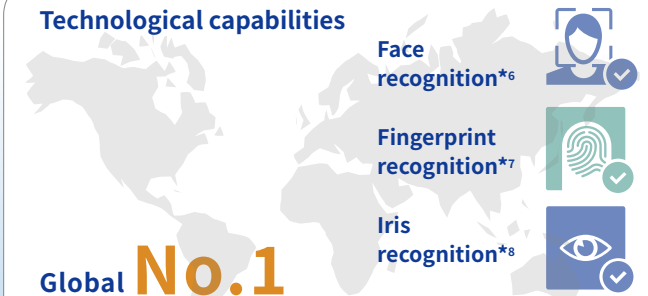 Technological capabilities
Face
recognition*6
Fingerprint
recognition*7
Iris
recognition*8
Global No.1